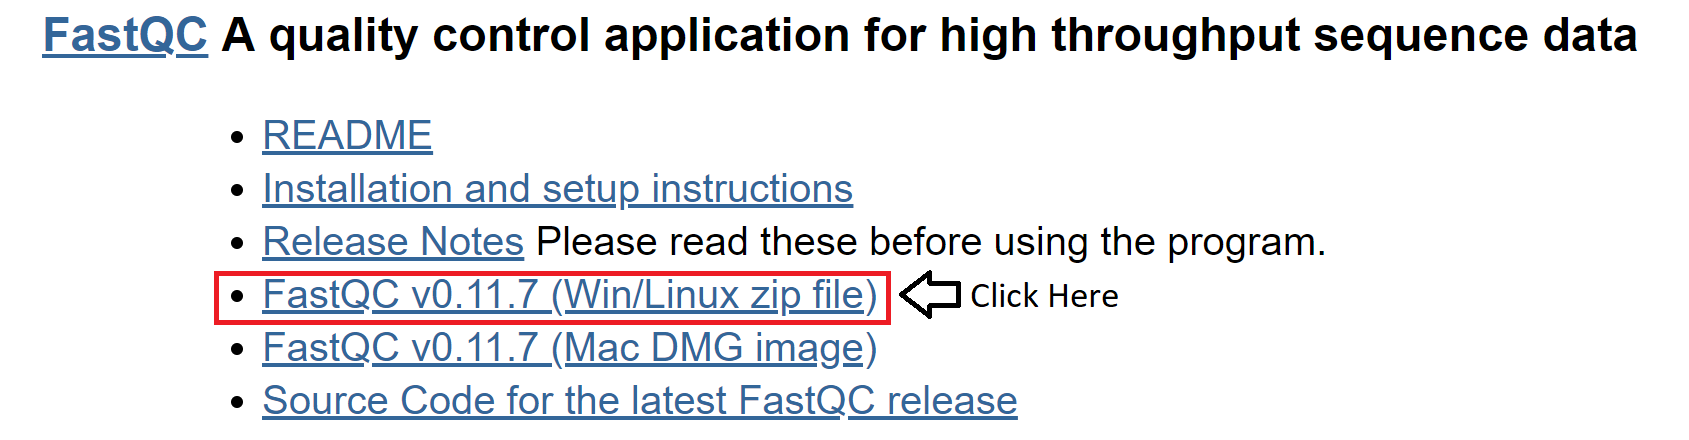 FastQC A quality control application for high throughput sequence data
README
Installation and setup instructions
Release Notes Please read these before using the program.
FastQC v0.11.7 (Win/Linux zip file) Click Here
FastQC v0.11.7 (Mac DMG image)
Source Code for the latest FastQC release